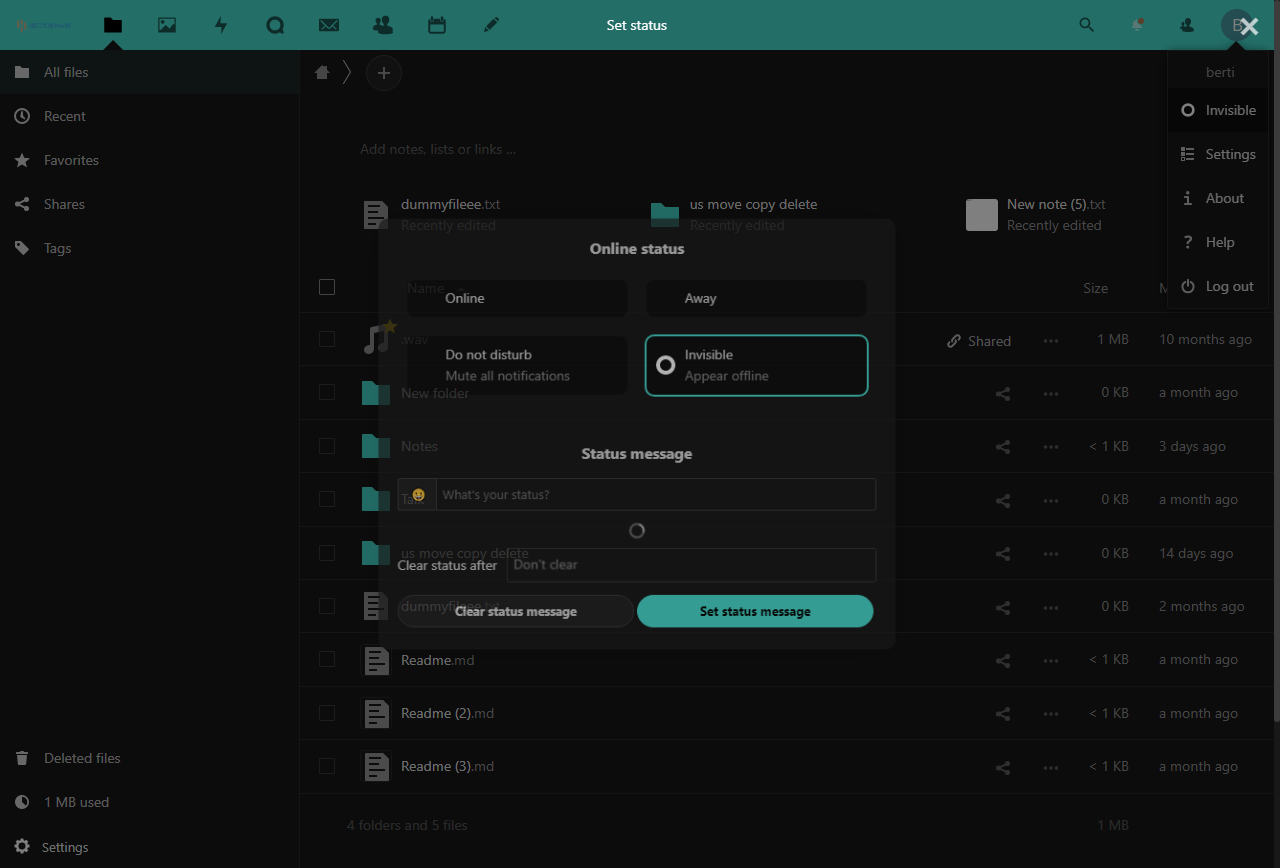 Set status
B
All files
Recent
Favorites
Shares
Tags
Deleted files
1 MB used
Settings
berti
Invisible
Settings
About
Help
Log out
Add notes, lists or links ...
dummyfileee.txt
Recently edited
us move copy delete
Recently edited
New note (5).txt
Recently edited
Name
Size
Online status
Online
Away
Do not disturb
Mute all notifications
Invisible
Appear offline
Status message
What's your status?
Clear status after
Don't clear
Clear status message
Set status message
.wav
Shared
1 MB
10 months ago
New folder
0 KB
a month ago
Notes
< 1 KB
3 days ago
0 KB
a month ago
us move copy delete
0 KB
14 days ago
dummyfileee.txt
0 KB
2 months ago
Readme.md
< 1 KB
a month ago
Readme (2).md
< 1 KB
a month ago
Readme (3).md
< 1 KB
a month ago
4 folders and 5 files
1 MB